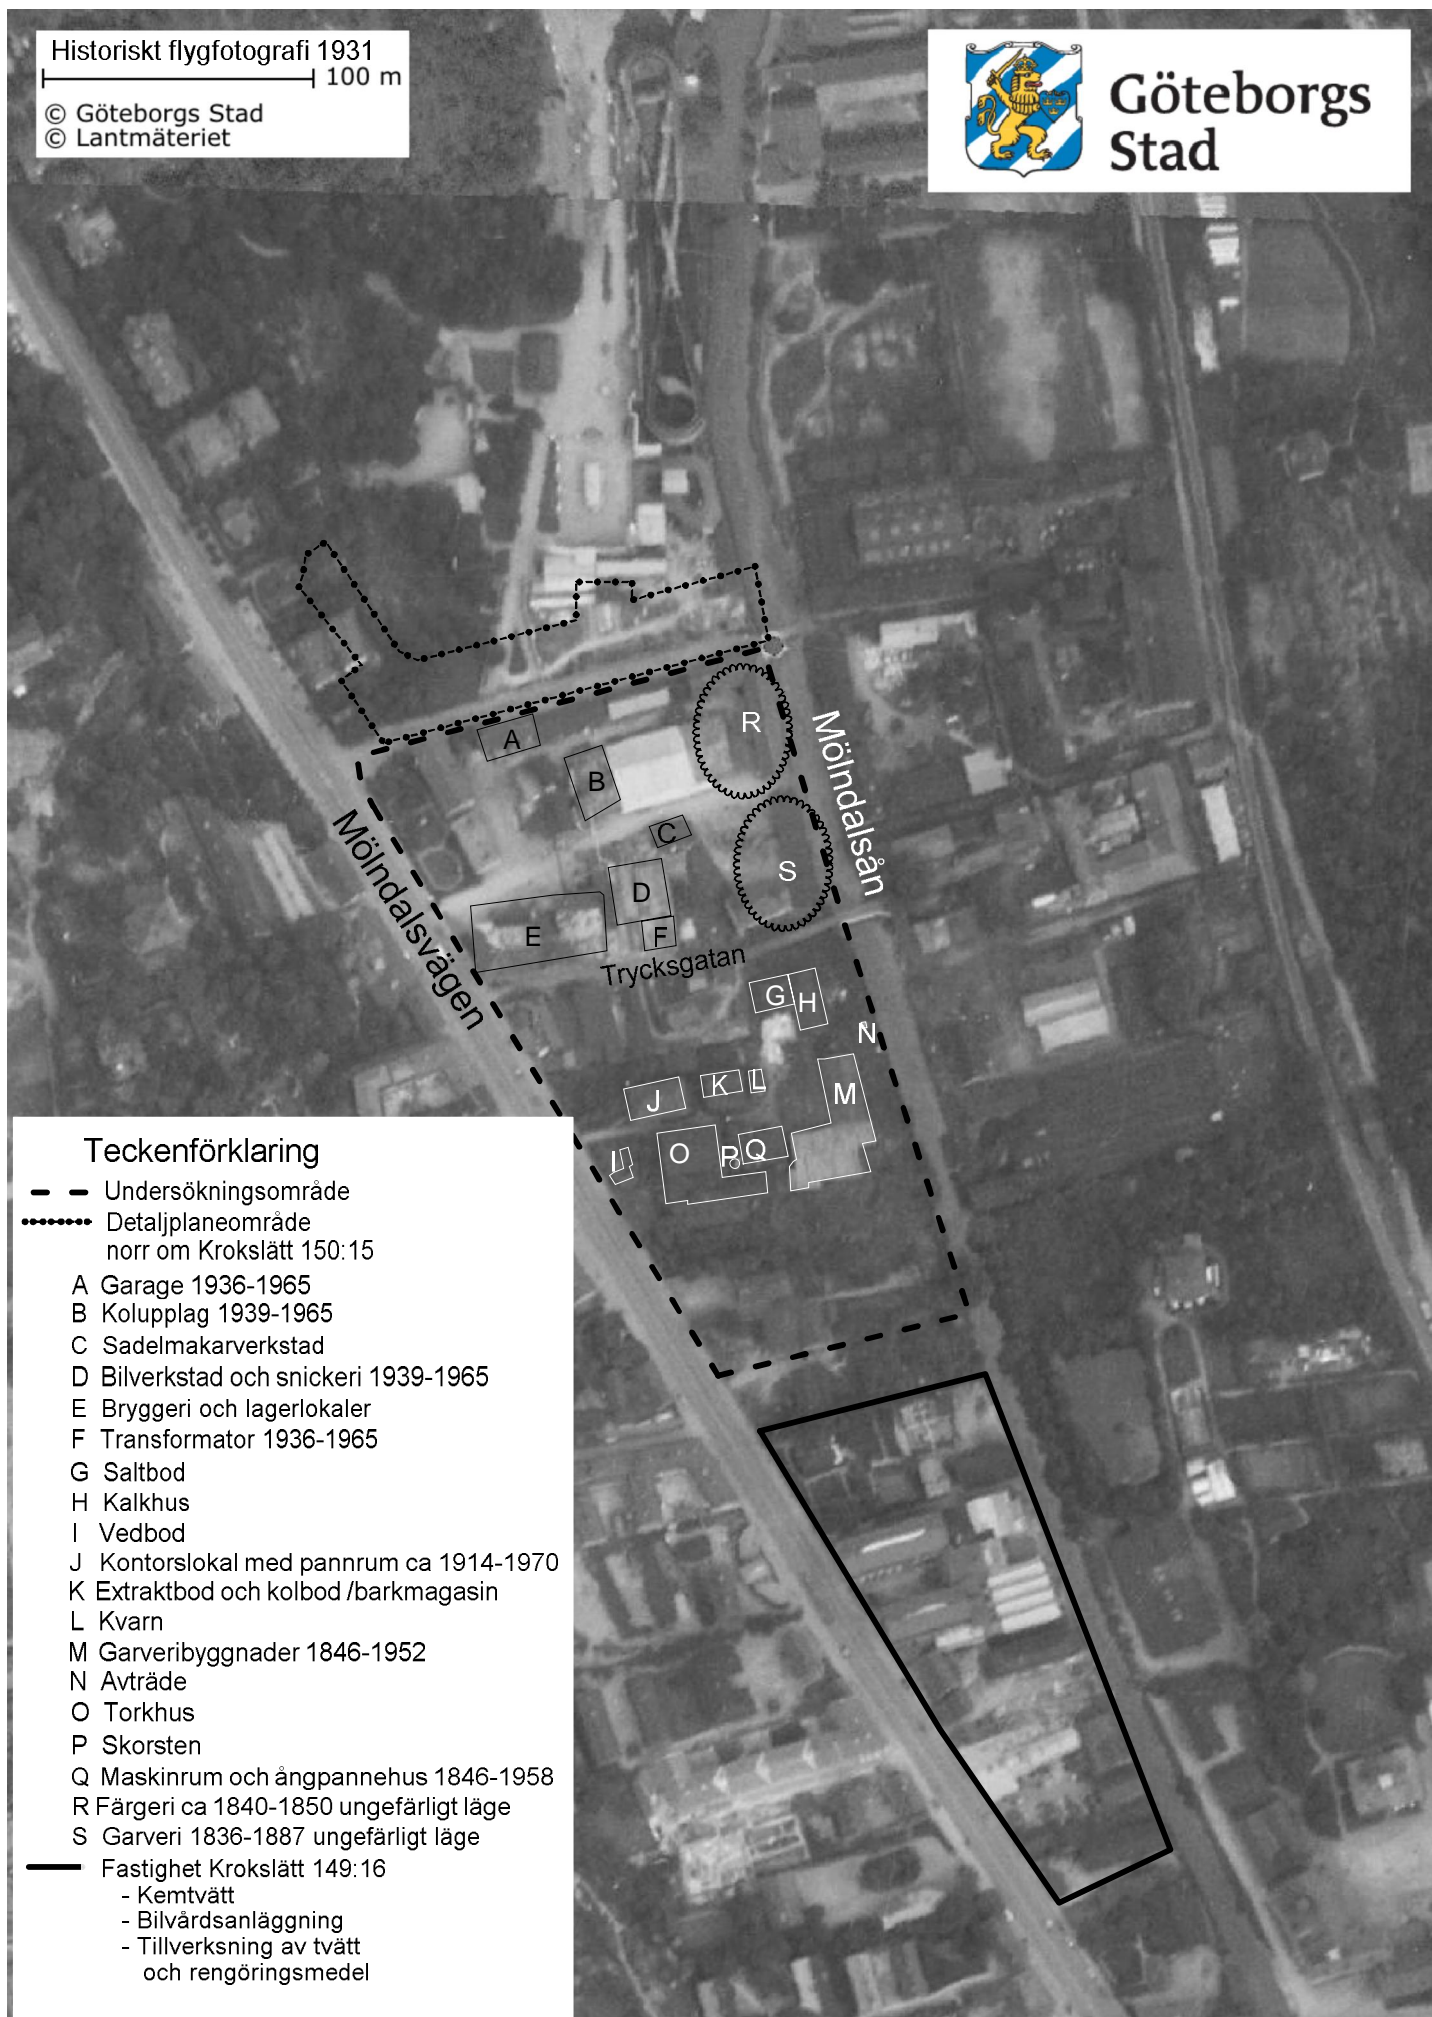 Historiskt flygfotografi 1931
100 m
© Göteborgs Stad
© Lantmäteriet
Göteborgs
Stad
R
A
B
Mölndalsån
C
Mölndalsvägen
S
D
E
F
Trycksgatan
G
H
N
K
L
J
M
I
O
P
Q
Teckenförklaring
Undersökningsområde
Detaljplaneområde
norr om Krokslätt 150:15
A Garage 1936-1965
B Kolupplag 1939-1965
C Sadelmakarverkstad
D Bilverkstad och snickeri 1939-1965
E Bryggeri och lagerlokaler
F Transformator 1936-1965
G Saltbod
H Kalkhus
I Vedbod
J Kontorslokal med pannrum ca 1914-1970
K Extraktbod och kolbod /barkmagasin
L Kvarn
M Garveribyggnader 1846-1952
N Avträde
O Torkhus
P Skorsten
Q Maskinrum och ångpannehus 1846-1958
R Färgeri ca 1840-1850 ungefärligt läge
S Garveri 1836-1887 ungefärligt läge
Fastighet Krokslätt 149:16
- Kemtvätt
- Bilvårdsanläggning
- Tillverksning av tvätt
och rengöringsmedel